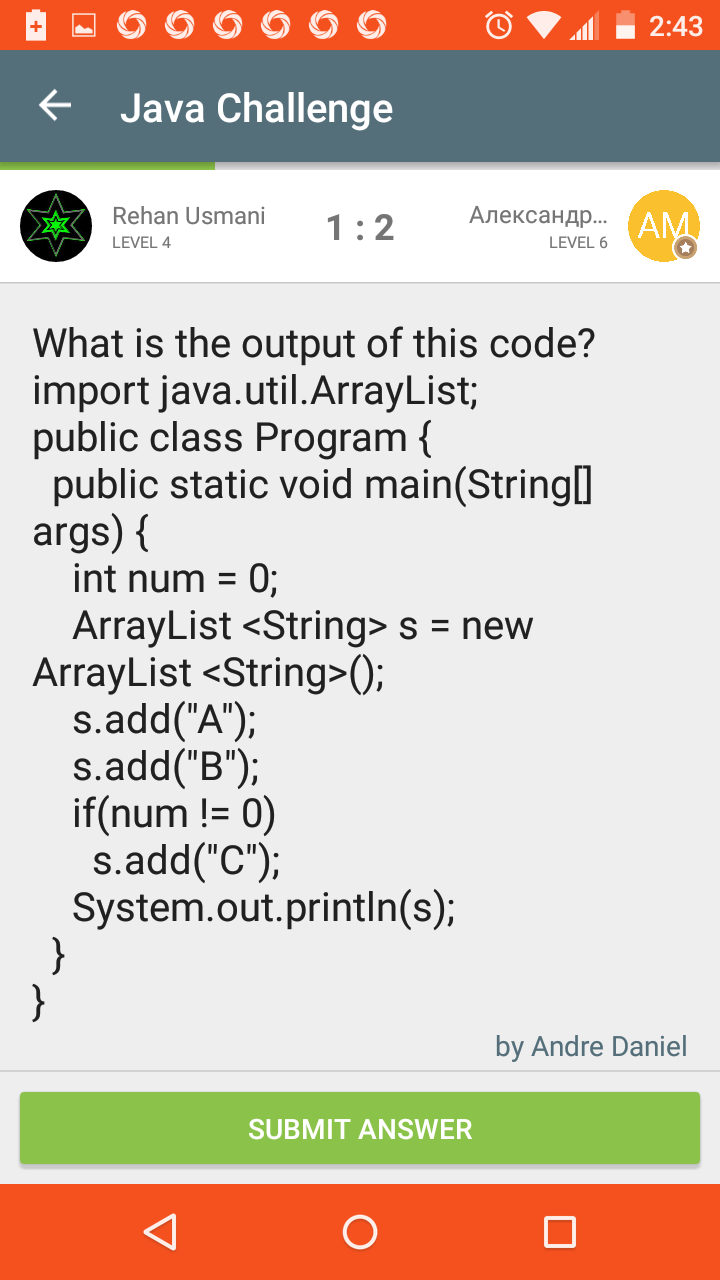 2:43
Java Challenge
Rehan Usmani
LEVEL 4
1 : 2
Александр...
LEVEL 6
AM
What is the output of this code?
import java.util.ArrayList;
public class Program {
  public static void main(String[]
args) {
    int num = 0;
    ArrayList <String> s = new
ArrayList <String>();
    s.add("A");
    s.add("B");
    if(num != 0)
      s.add("C");
    System.out.println(s);
  }
}
by Andre Daniel
SUBMIT ANSWER